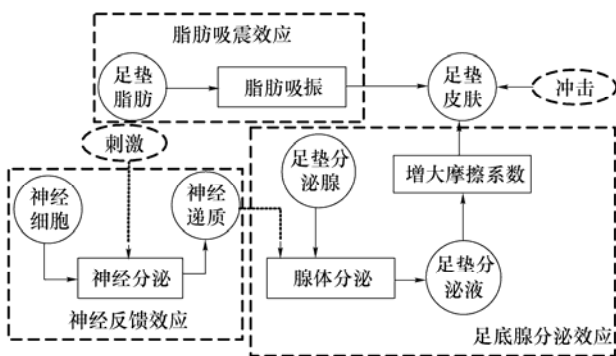 脂肪吸震效应
足垫
脂肪
脂肪吸振
足垫
皮肤
冲击
刺激
足垫分
泌腺
增大摩擦系数
神经
细胞
神经
递质
神经分泌
腺体分泌
足垫分
泌液
神经反馈效应
足底腺分泌效应